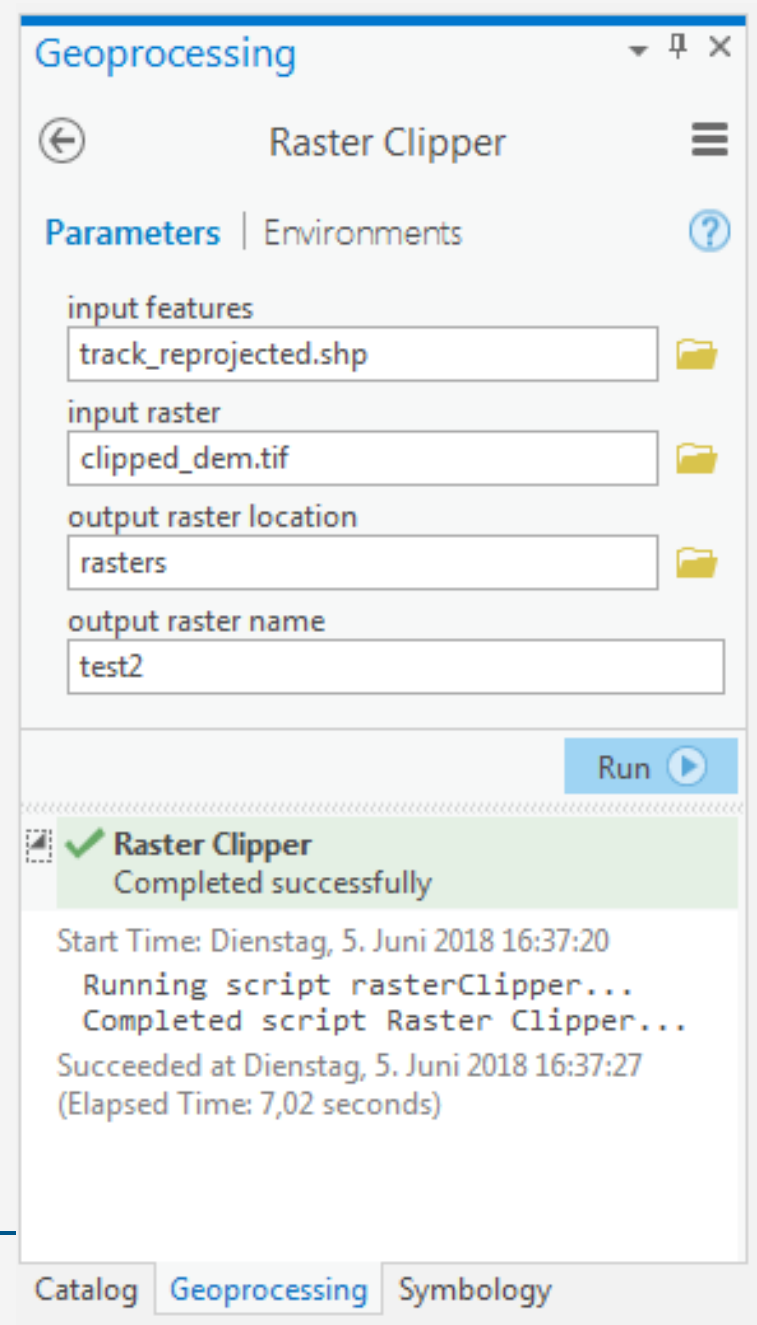 Geoprocessing
Raster Clipper
Parameters | Environments
?
input features
track_reprojected.shp
input raster
clipped_dem.tif
output raster location
rasters
output raster name
test2
Run
Raster Clipper
Completed successfully
Start Time: Dienstag, 5. Juni 2018 16:37:20
Running script rasterClipper...
Completed script Raster Clipper...
Succeeded at Dienstag, 5. Juni 2018 16:37:27
(Elapsed Time: 7,02 seconds)
Catalog Geoprocessing Symbology